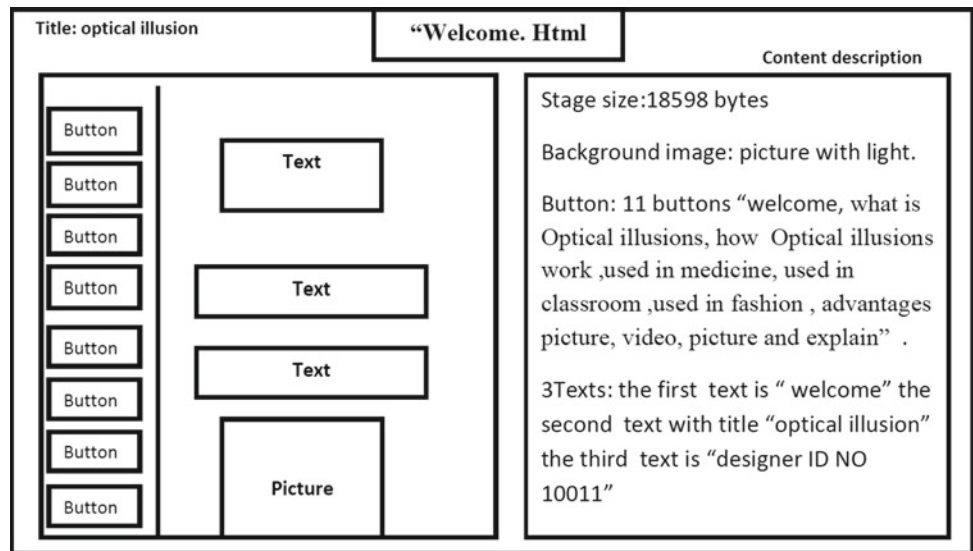 Title: optical illusion
“Welcome. Html
Content description
Button
Button
Button
Button
Button
Button
Button
Button
Text
Text
Text
Picture
Stage size:18598 bytes
Background image: picture with light.
Button: 11 buttons “welcome, what is
Optical illusions, how Optical illusions
work ,used in medicine, used in
classroom ,used in fashion , advantages
picture, video, picture and explain” .
3Texts: the first text is “ welcome” the
second text with title “optical illusion”
the third text is “designer ID NO
10011”